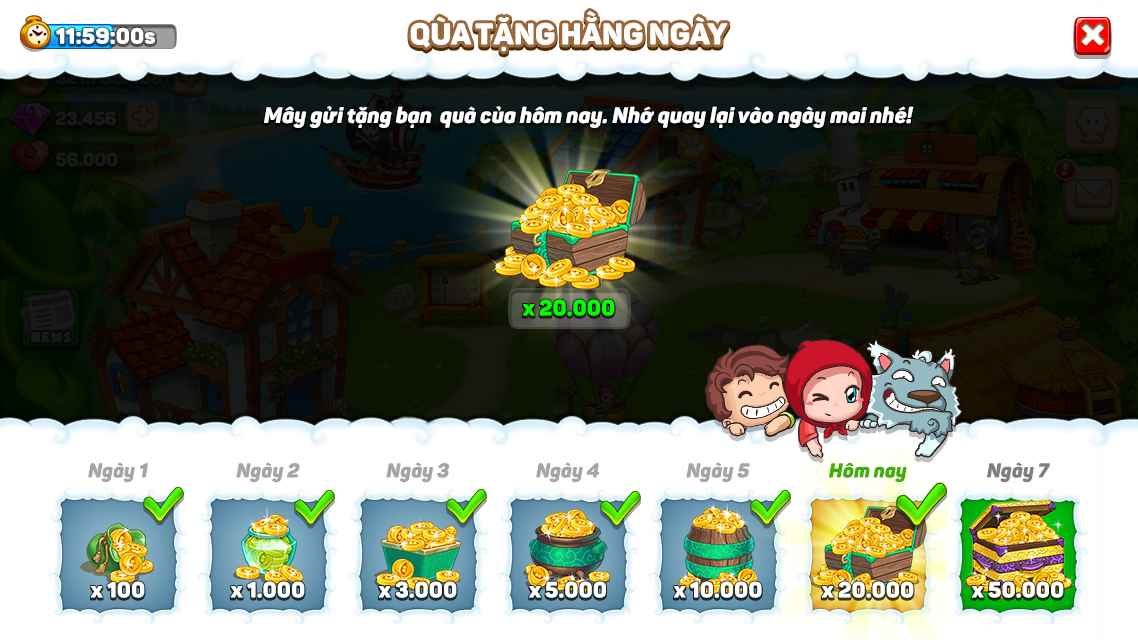 11:59:00s
QÙA TẶNG HẰNG NGÀY
23.456
56.000
Mây gửi tặng bạn quà của hôm nay. Nhớ quay lại vào ngày mai nhé!
x 20.000
NEWS
Ngày 1
Ngày 2
Ngày 3
Ngày 4
Ngày 5
Hôm nay
Ngày 7
x 100
x 1.000
x 3.000
x 5.000
x 10.000
x 20.000
x 50.000